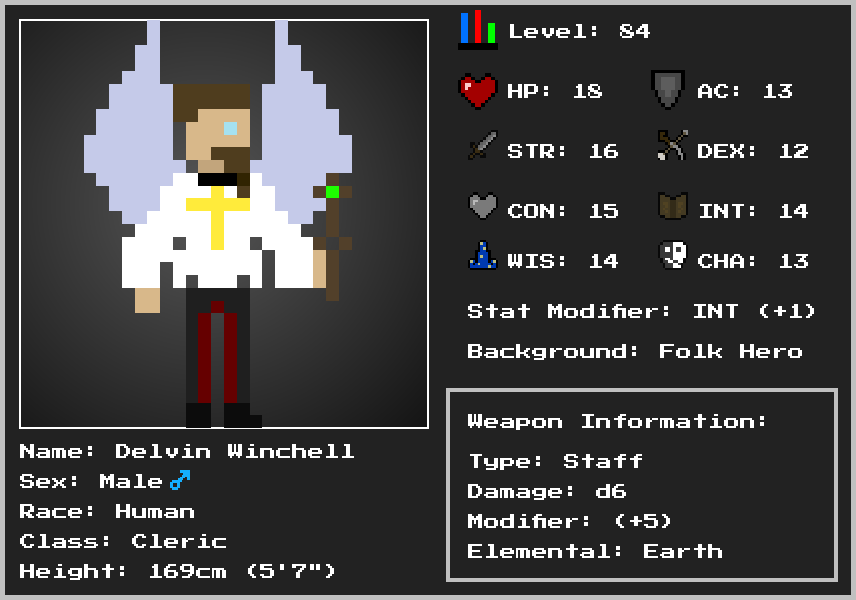 Level: 84
HP: 18
AC: 13
STR: 16
DEX: 12
CON: 15
INT: 14
WIS: 14
CHA: 13
Stat Modifier: INT (+1)
Background: Folk Hero
Weapon Information:
Type: Staff
Damage: d6
Modifier: (+5)
Elemental: Earth
Name: Delvin Winchell
Sex: Male♂
Race: Human
Class: Cleric
Height: 169cm (5'7")